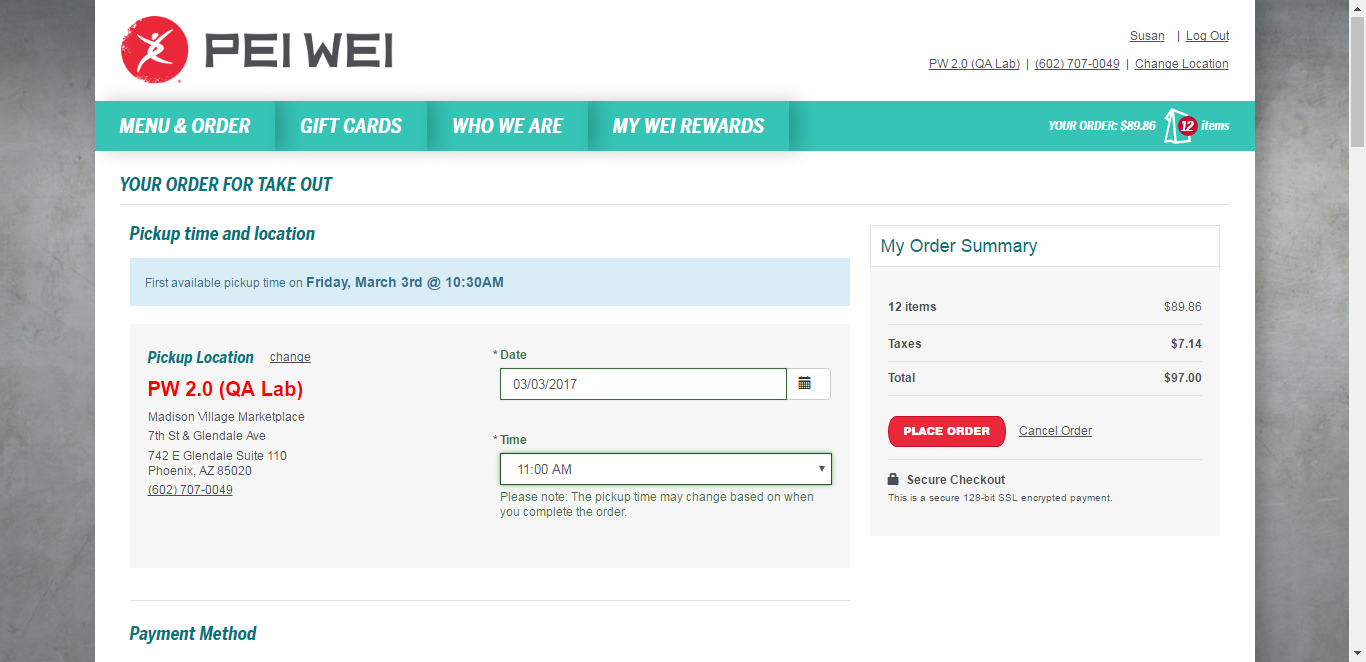 PEI WEI
Susan | Log Out
PW 2.0 (QA Lab) | (602) 707-0049 | Change Location
MENU & ORDER GIFT CARDS WHO WE ARE MY WEI REWARDS YOUR ORDER: $89.86 12 items
YOUR ORDER FOR TAKE OUT
Pickup time and location
First available pickup time on Friday, March 3rd @ 10:30AM
Pickup Location change
PW 2.0 (QA Lab)
Madison Village Marketplace
7th St & Glendale Ave
742 E Glendale Suite 110
Phoenix, AZ 85020
(602) 707-0049
* Date
03/03/2017
* Time
11:00 AM
Please note: The pickup time may change based on when
you complete the order.
My Order Summary
12 items $89.86
Taxes $7.14
Total $97.00
PLACE ORDER Cancel Order
Secure Checkout
This is a secure 128-bit SSL encrypted payment.
Payment Method